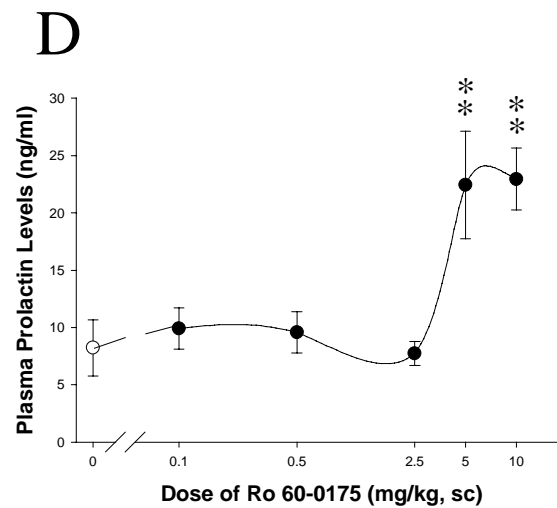 D
Plasma Prolactin Levels (ng/ml)
30
25
20
15
10
5
0
** **
0 0.1 0.5 2.5 5 10
Dose of Ro 60-0175 (mg/kg, sc)